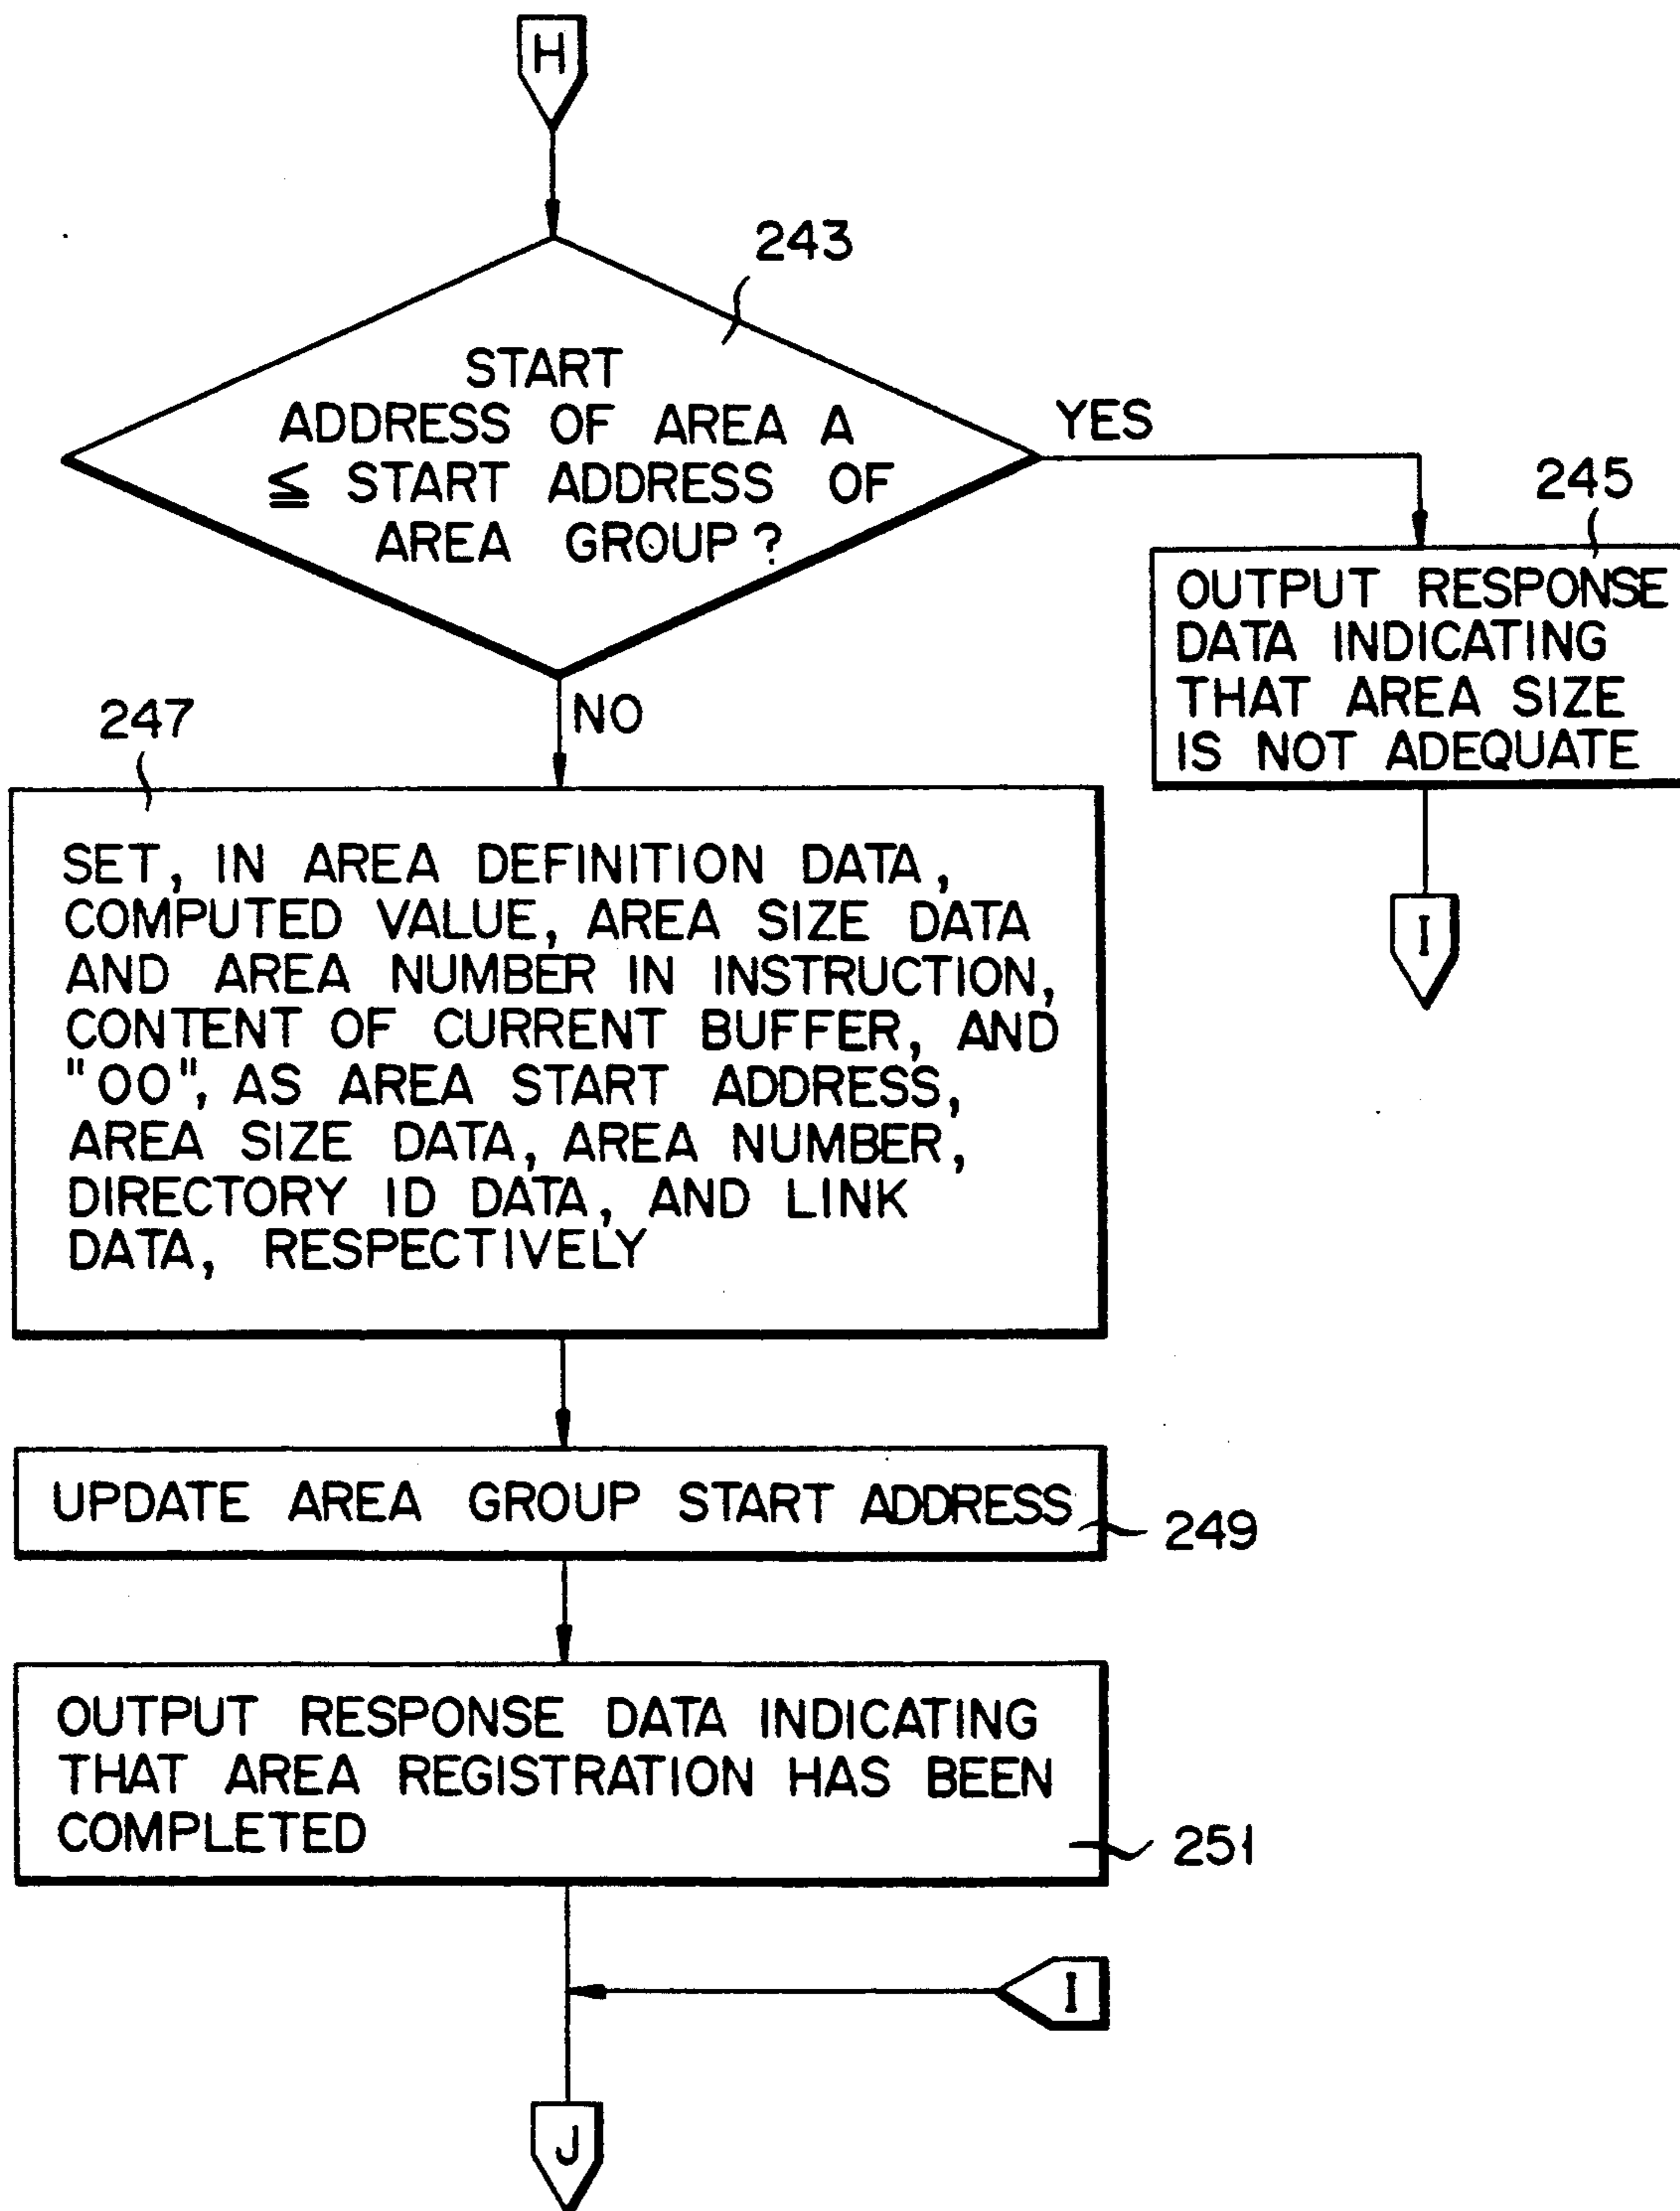 H
243
START
ADDRESS OF AREA A
≦ START ADDRESS OF
AREA GROUP?
YES
NO
245
OUTPUT RESPONSE
DATA INDICATING
THAT AREA SIZE
IS NOT ADEQUATE
I
247
SET, IN AREA DEFINITION DATA,
COMPUTED VALUE, AREA SIZE DATA
AND AREA NUMBER IN INSTRUCTION,
CONTENT OF CURRENT BUFFER, AND
"00", AS AREA START ADDRESS,
AREA SIZE DATA, AREA NUMBER,
DIRECTORY ID DATA, AND LINK
DATA, RESPECTIVELY
UPDATE AREA GROUP START ADDRESS
249
OUTPUT RESPONSE DATA INDICATING
THAT AREA REGISTRATION HAS BEEN
COMPLETED
251
I
J